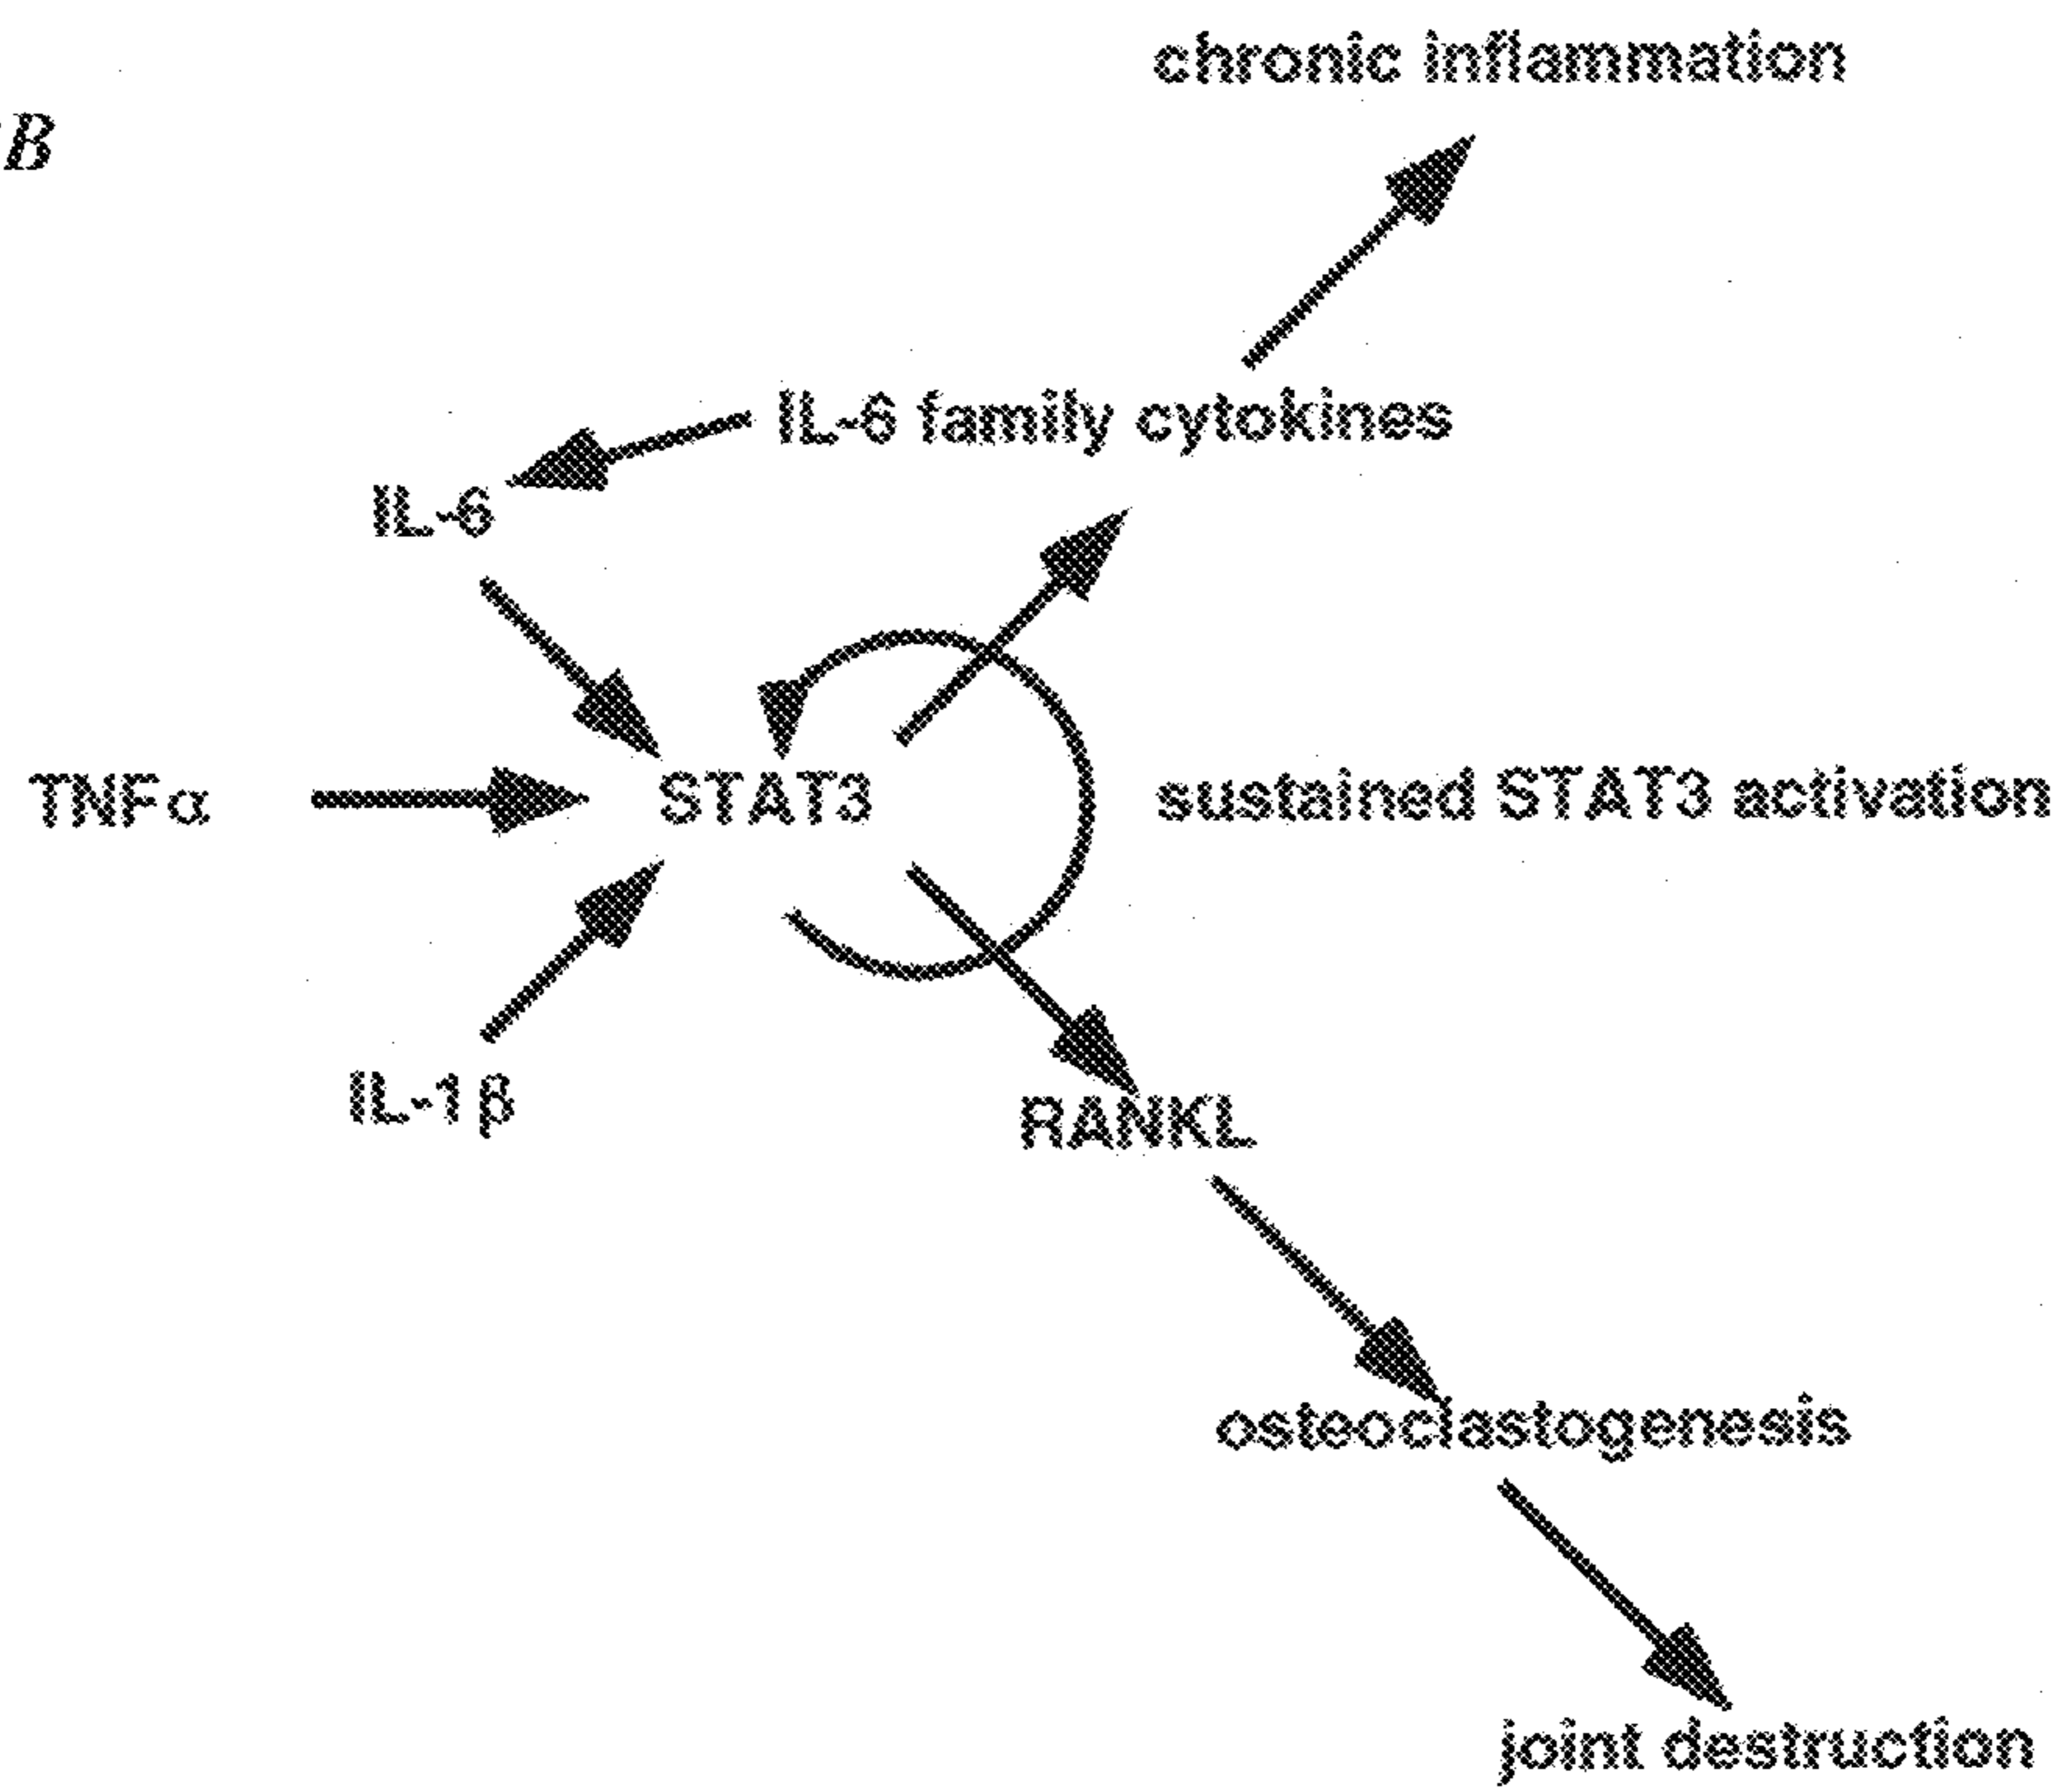 chronic inflammation
B
IL-6 family cytokines
IL-6
TNFα
STAT3
sustained STAT3 activation
IL-1β
RANKL
osteoclastogenesis
joint destruction